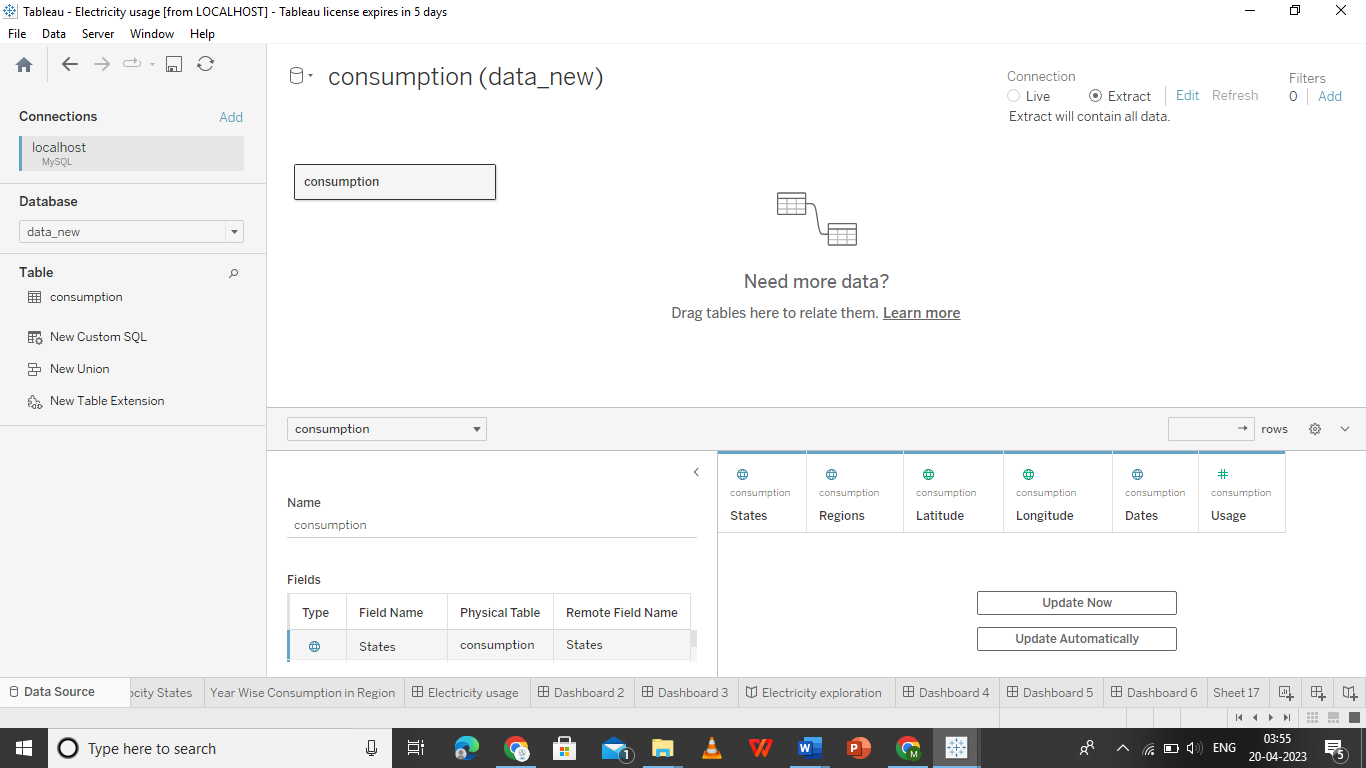 Tableau - Electricity usage [from LOCALHOST] - Tableau license expires in 5 days
File Data Server Window Help
consumption (data_new)
Connection
Live Extract Edit Refresh
Extract will contain all data.
Filters
0 Add
Connections Add
localhost
MySQL
Database
data_new
Table
consumption
New Custom SQL
New Union
New Table Extension
consumption
Need more data?
Drag tables here to relate them. Learn more
consumption
rows
Name
consumption
Fields
Type Field Name Physical Table Remote Field Name
States consumption States
consumption consumption consumption consumption consumption consumption
States Regions Latitude Longitude Dates Usage
Update Now
Update Automatically
Data Source ocity States Year Wise Consumption in Region Electricity usage Dashboard 2 Dashboard 3 Electricity exploration Dashboard 4 Dashboard 5 Dashboard 6 Sheet 17
Type here to search
1
W
P
M
ENG
03:55
20-04-2023
5